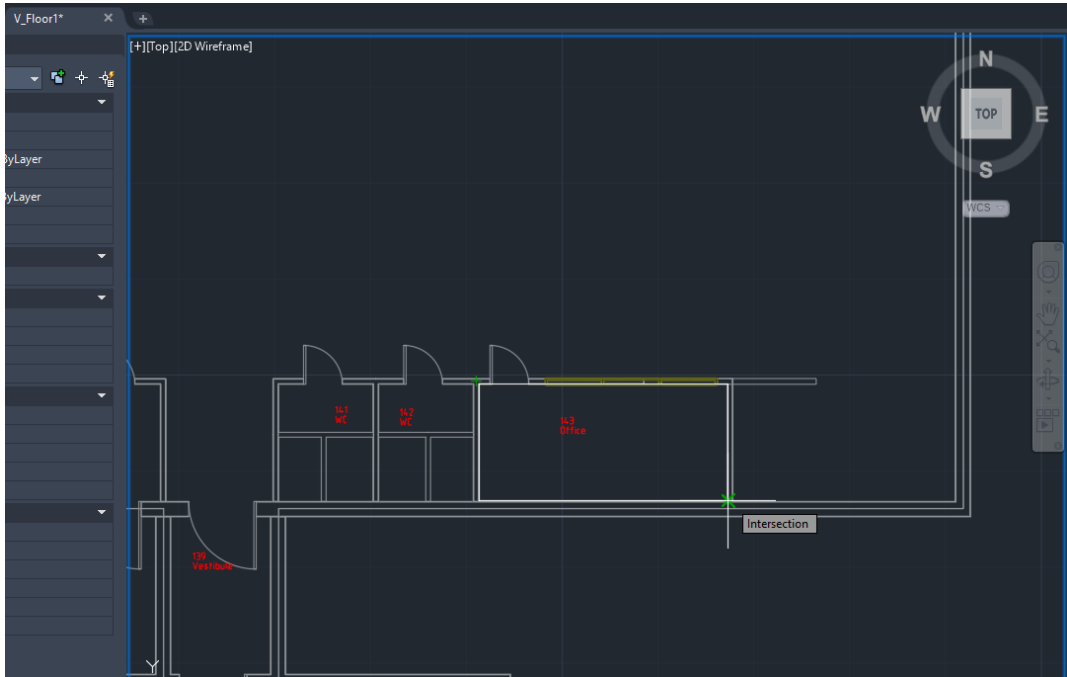 V_Floor1*
[+][Top][2D Wireframe]
N
W
TOP
E
S
WCS
ByLayer
ByLayer
141
WC
142
WC
143
Office
Intersection
139
Vestibule
Y